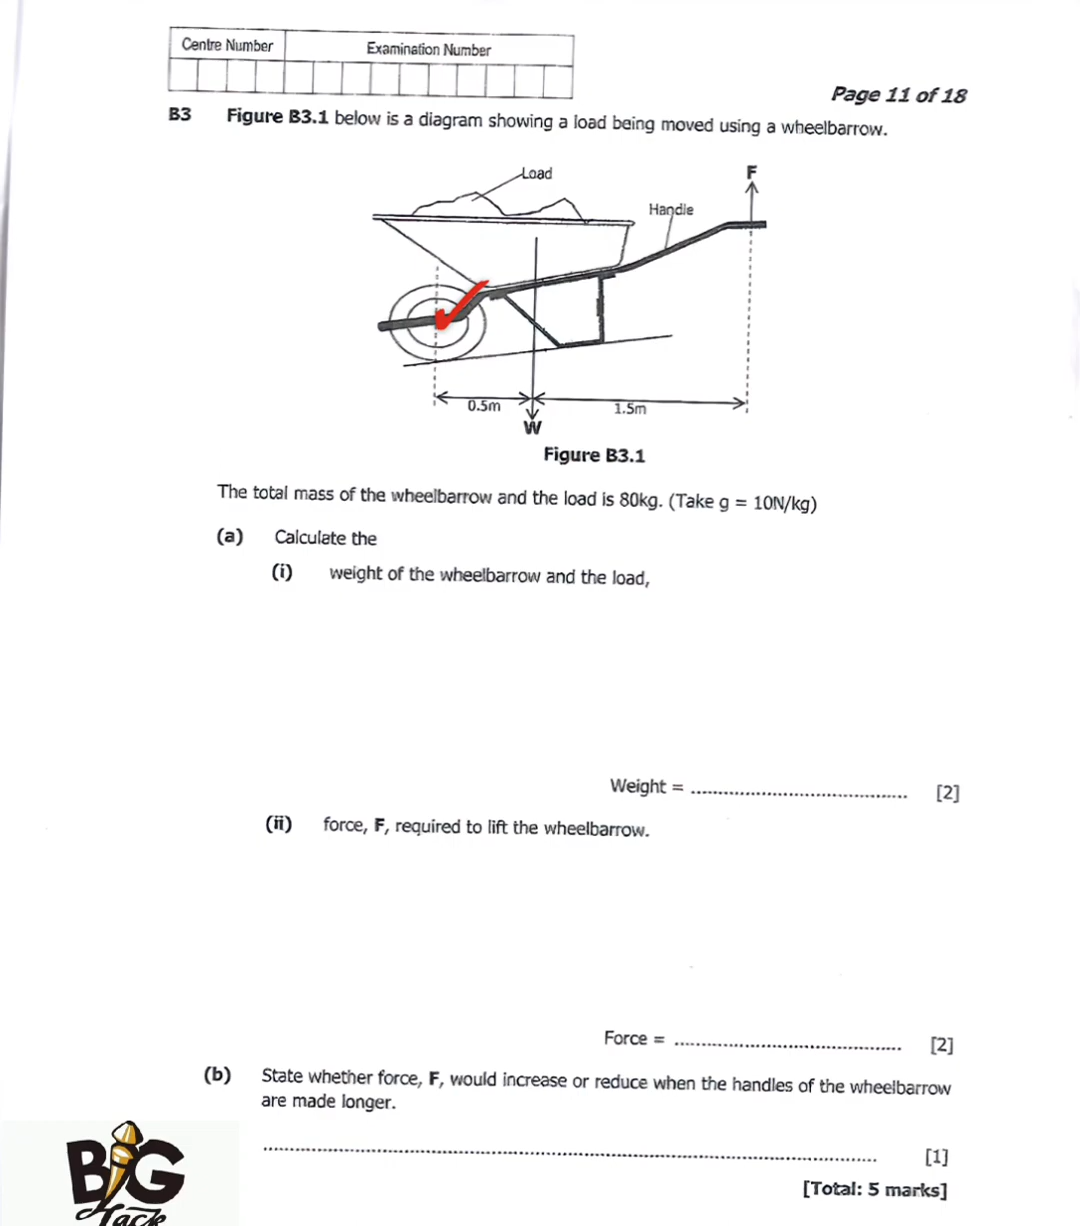 Centre Number Examination Number
Page 11 of 18
B3 Figure B3.1 below is a diagram showing a load being moved using a wheelbarrow.
Load
F
Handle
0.5m
1.5m
W
Figure B3.1
The total mass of the wheelbarrow and the load is 80kg. (Take g = 10N/kg)
(a) Calculate the
(i) weight of the wheelbarrow and the load,
Weight = ........................................ [2]
(ii) force, F, required to lift the wheelbarrow.
Force = ........................................ [2]
(b) State whether force, F, would increase or reduce when the handles of the wheelbarrow
are made longer.
........................................ [1]
[Total: 5 marks]
BIG